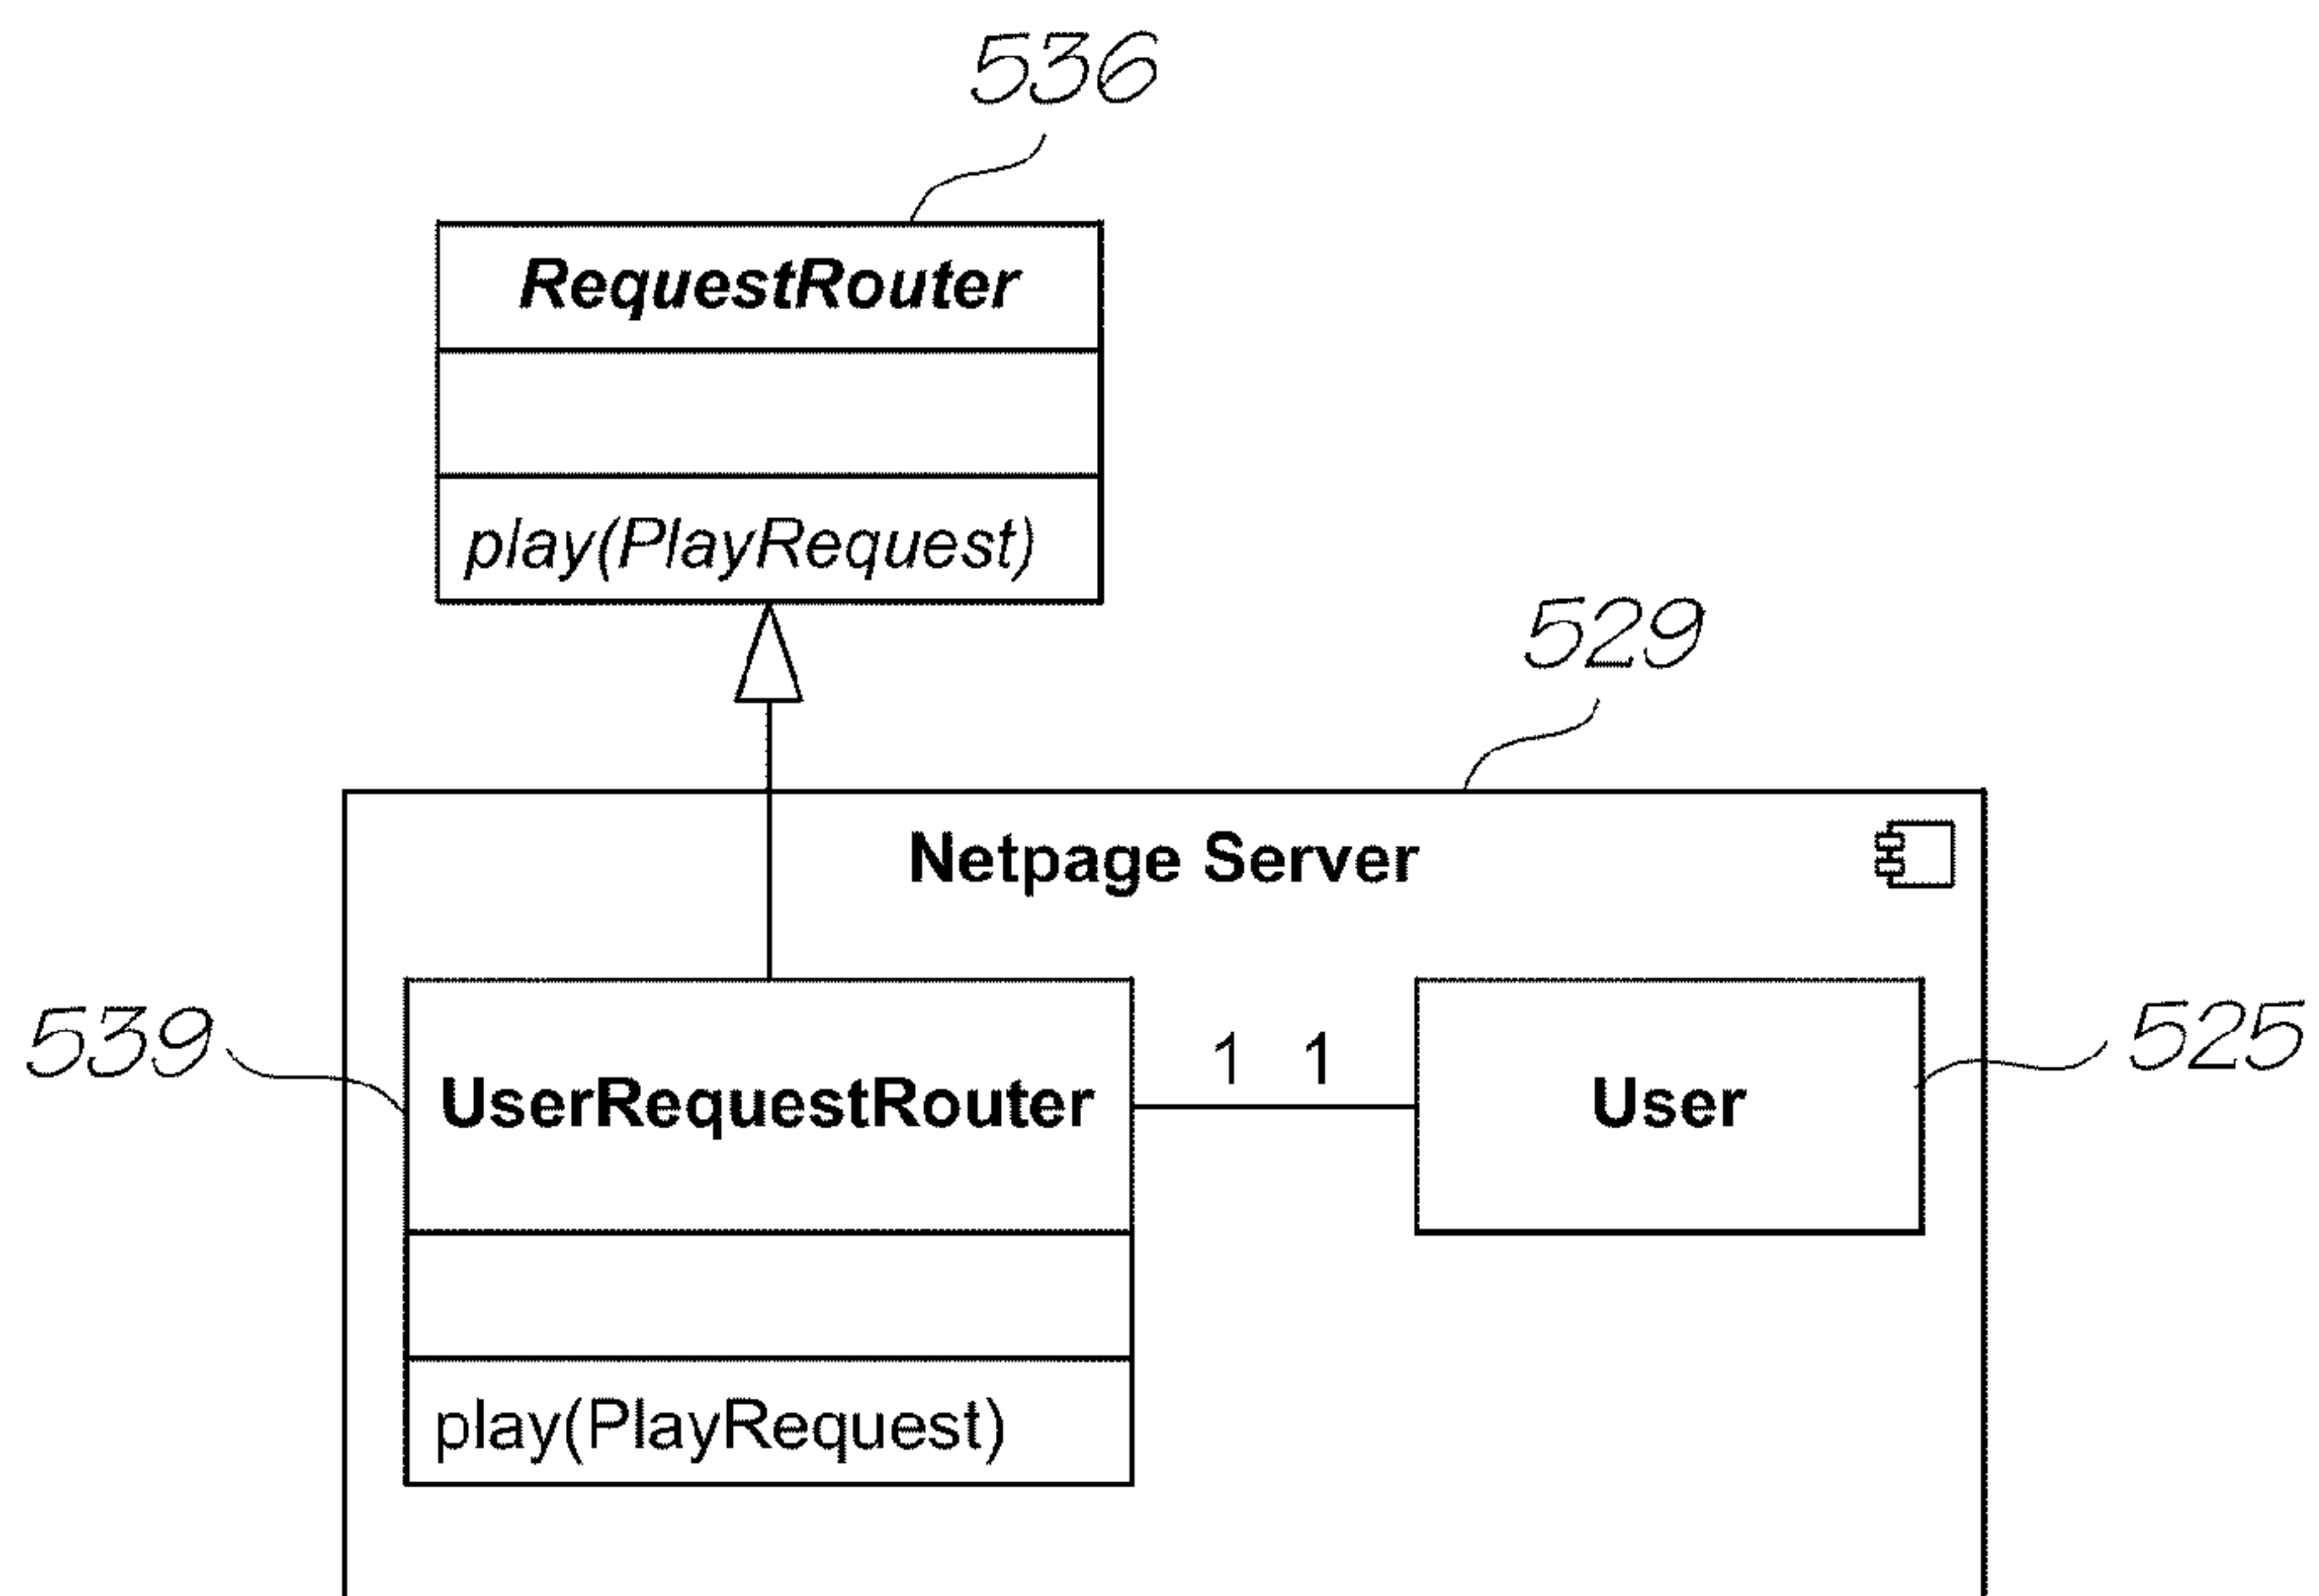 536
RequestRouter
play(PlayRequest)
529
Netpage Server
539
UserRequestRouter
1 1
User
525
play(PlayRequest)